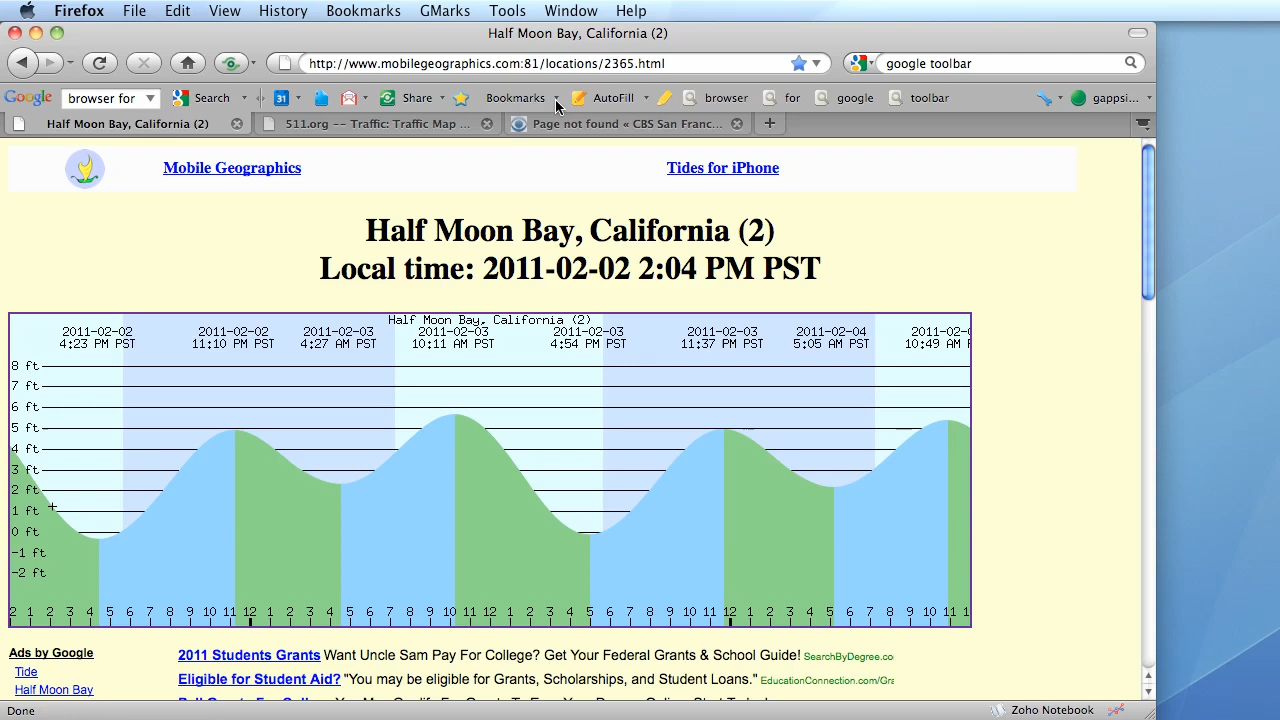 Firefox File Edit View History Bookmarks GMarks Tools Window Help
Half Moon Bay, California (2)
http://www.mobilegeographics.com:81/locations/2365.html google toolbar
Google browser for Search 31 Share Bookmarks AutoFill browser for google toolbar gappsi...
Half Moon Bay, California (2) 511.org -- Traffic: Traffic Map ... Page not found « CBS San Franc...
Mobile Geographics Tides for iPhone
Half Moon Bay, California (2)
Local time: 2011-02-02 2:04 PM PST
Half Moon Bay, California (2)
2011-02-02 2011-02-02 2011-02-03 2011-02-03 2011-02-03 2011-02-03 2011-02-04 2011-02-0
4:23 PM PST 11:10 PM PST 4:27 AM PST 10:11 AM PST 4:54 PM PST 11:37 PM PST 5:05 AM PST 10:49 AM P
8 ft
7 ft
6 ft
5 ft
4 ft
3 ft
2 ft
1 ft
0 ft
-1 ft
-2 ft
2 1 2 3 4 5 6 7 8 9 10 11 12 1 2 3 4 5 6 7 8 9 10 11 12 1 2 3 4 5 6 7 8 9 10 11 12 1 2 3 4 5 6 7 8 9 10 11 1
Ads by Google
Tide
Half Moon Bay
2011 Students Grants Want Uncle Sam Pay For College? Get Your Federal Grants & School Guide! SearchByDegree.co
Eligible for Student Aid? "You may be eligible for Grants, Scholarships, and Student Loans." EducationConnection.com/Gra
Done Zoho Notebook